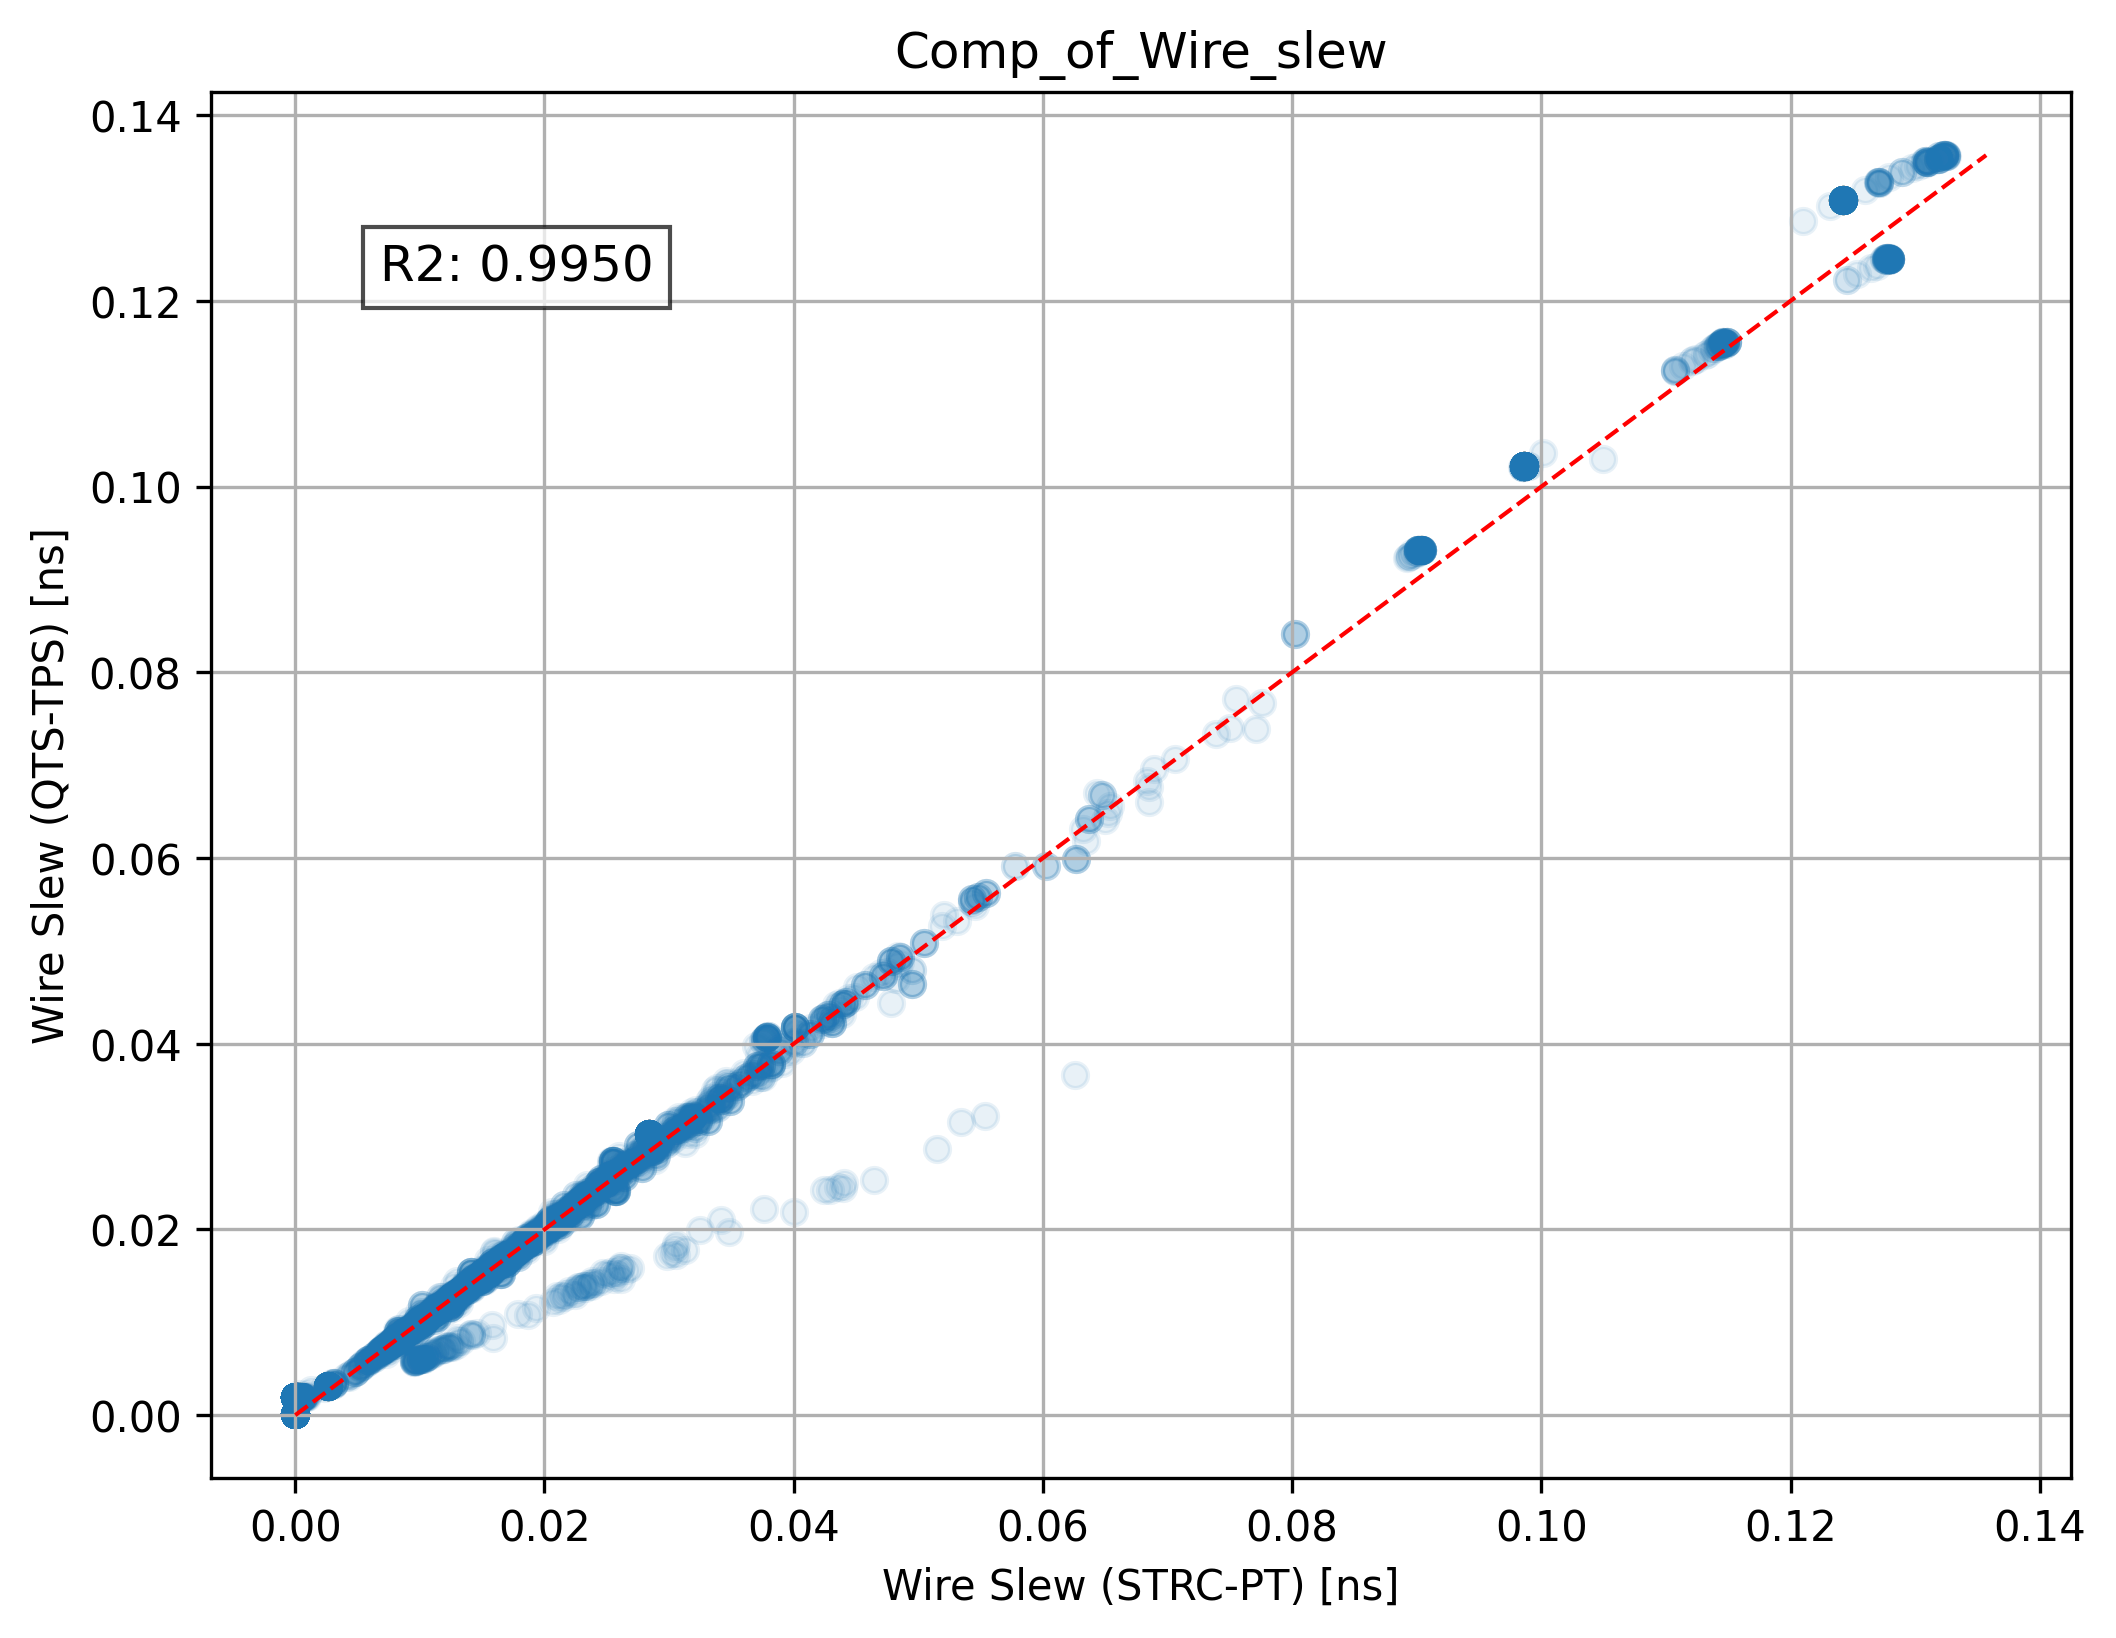 Comp_of_Wire_slew
R2: 0.9950
Wire Slew (QTS-TPS) [ns]
0.14
0.12
0.10
0.08
0.06
0.04
0.02
0.00
0.00 0.02 0.04 0.06 0.08 0.10 0.12 0.14
Wire Slew (STRC-PT) [ns]